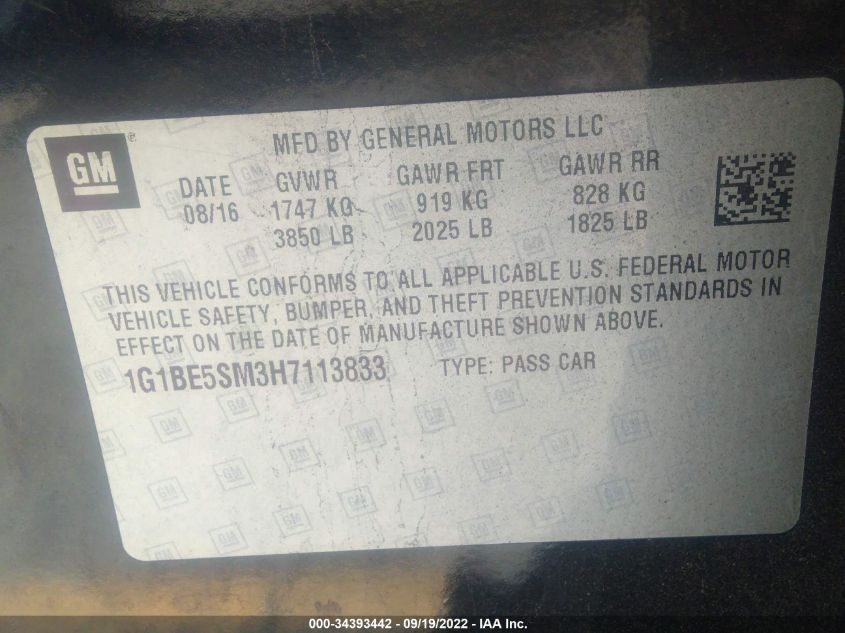 GM ®
MFD BY GENERAL MOTORS LLC
DATE GVWR GAWR FRT GAWR RR
08/16 1747 KG 919 KG 828 KG
3850 LB 2025 LB 1825 LB
THIS VEHICLE CONFORMS TO ALL APPLICABLE U.S. FEDERAL MOTOR
VEHICLE SAFETY, BUMPER, AND THEFT PREVENTION STANDARDS IN
EFFECT ON THE DATE OF MANUFACTURE SHOWN ABOVE.
1G1BE5SM3H7113833 TYPE: PASS CAR
000-34393442 - 09/19/2022 - IAA Inc.